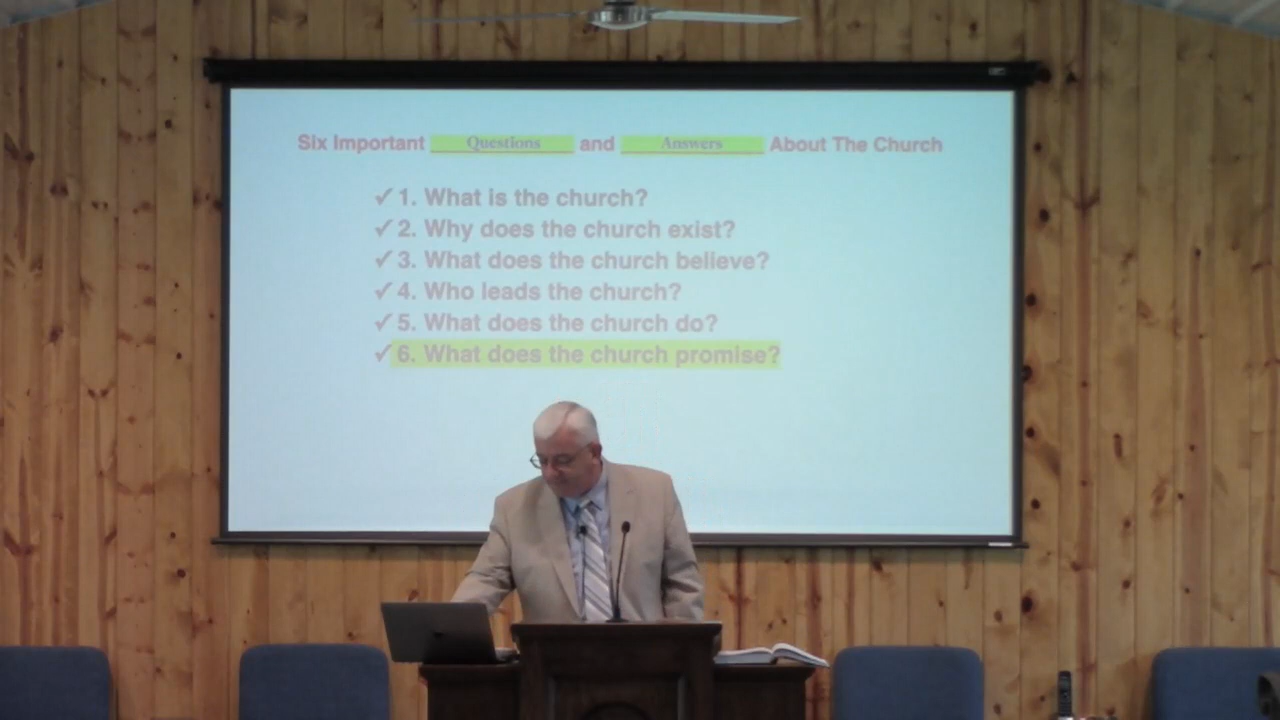 Six Important Questions and Answers About The Church
✓ 1. What is the church?
✓ 2. Why does the church exist?
✓ 3. What does the church believe?
✓ 4. Who leads the church?
✓ 5. What does the church do?
✓ 6. What does the church promise?